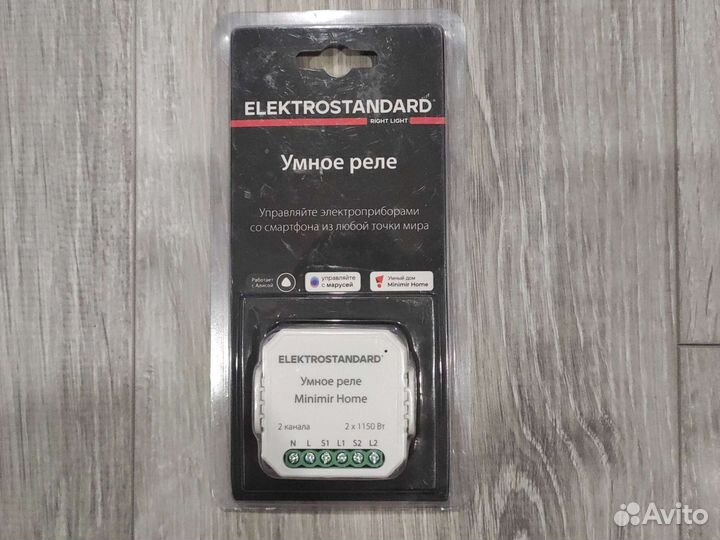 ELEKTROSTANDARD
RIGHT LIGHT
Умное реле
Управляйте электроприборами
со смартфона из любой точки мира
Работает
с Алисой
управляйте
с марусей
Умный дом
Minimir Home
ELEKTROSTANDARD
Умное реле
Minimir Home
2 канала 2 x 1150 Вт
N L S1 L1 S2 L2
Avito